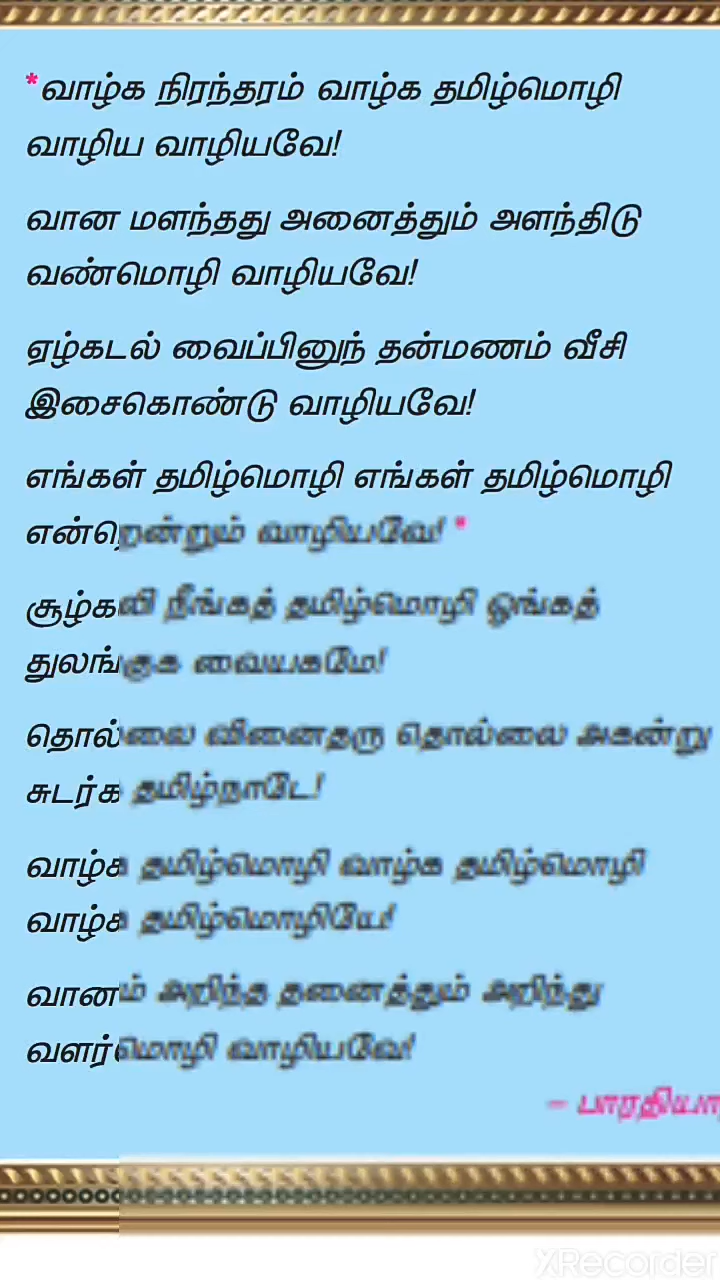 *வாழ்க நிரந்தரம் வாழ்க தமிழ்மொழி
வாழிய வாழியவே!
வான மளந்தது அனைத்தும் அளந்திடு
வண்மொழி வாழியவே!
ஏழ்கடல் வைப்பினுந் தன்மணம் வீசி
இசைகொண்டு வாழியவே!
எங்கள் தமிழ்மொழி எங்கள் தமிழ்மொழி
என்றென்றும் வாழியவே! *
சூழ்கலி நீங்கத் தமிழ்மொழி ஓங்கத்
துலங்குக வையகமே!
தொல்லை வினைதரு தொல்லை அகன்று
சுடர்க தமிழ்நாடே!
வாழ்க தமிழ்மொழி வாழ்க தமிழ்மொழி
வாழ்க தமிழ்மொழியே!
வானம் அறிந்த தனைத்தும் அறிந்து
வளர்மொழி வாழியவே!
– பாரதியார்
XRecorder